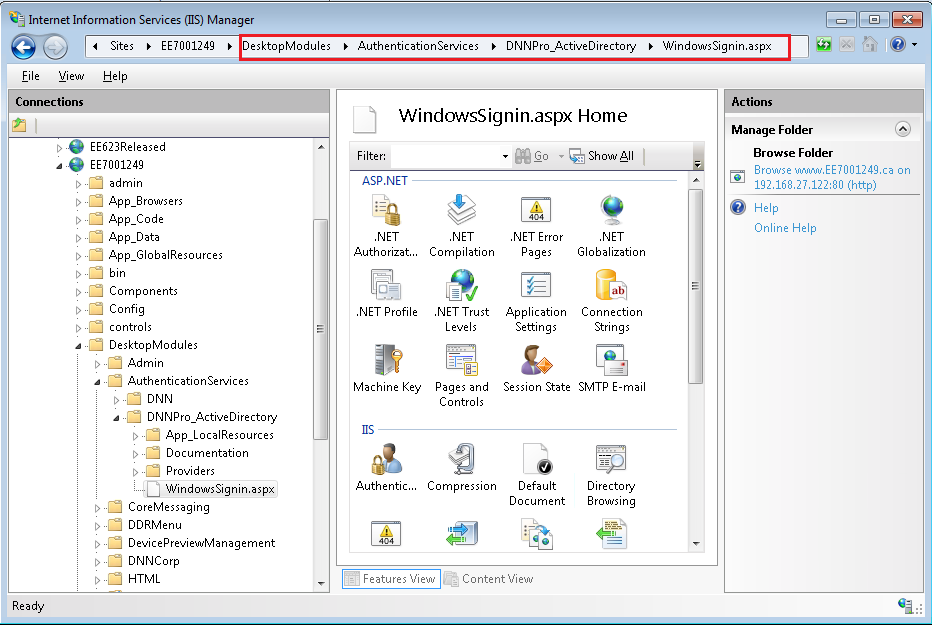 Internet Information Services (IIS) Manager
Sites EE7001249 DesktopModules AuthenticationServices DNNPro_ActiveDirectory WindowsSignin.aspx
File View Help
Connections
EE623Released
EE7001249
admin
App_Browsers
App_Code
App_Data
App_GlobalResources
bin
Components
Config
controls
DesktopModules
Admin
AuthenticationServices
DNN
DNNPro_ActiveDirectory
App_LocalResources
Documentation
Providers
WindowsSignin.aspx
CoreMessaging
DDRMenu
DevicePreviewManagement
DNNCorp
HTML
WindowsSignin.aspx Home
Filter: Go Show All
ASP.NET
.NET Authorizat...
.NET Compilation
.NET Error Pages
.NET Globalization
.NET Profile
.NET Trust Levels
Application Settings
Connection Strings
Machine Key
Pages and Controls
Session State
SMTP E-mail
IIS
Authentic...
Compression
Default Document
Directory Browsing
404
404
ab
Features View Content View
Actions
Manage Folder
Browse Folder
Browse www.EE7001249.ca on
192.168.27.122:80 (http)
Help
Online Help
Ready